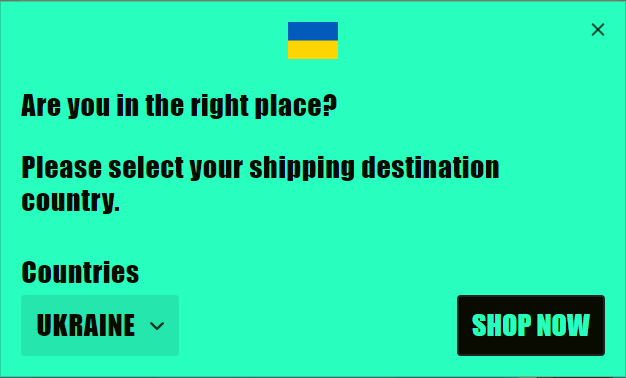 Are you in the right place?
Please select your shipping destination
country.
Countries
UKRAINE
SHOP NOW